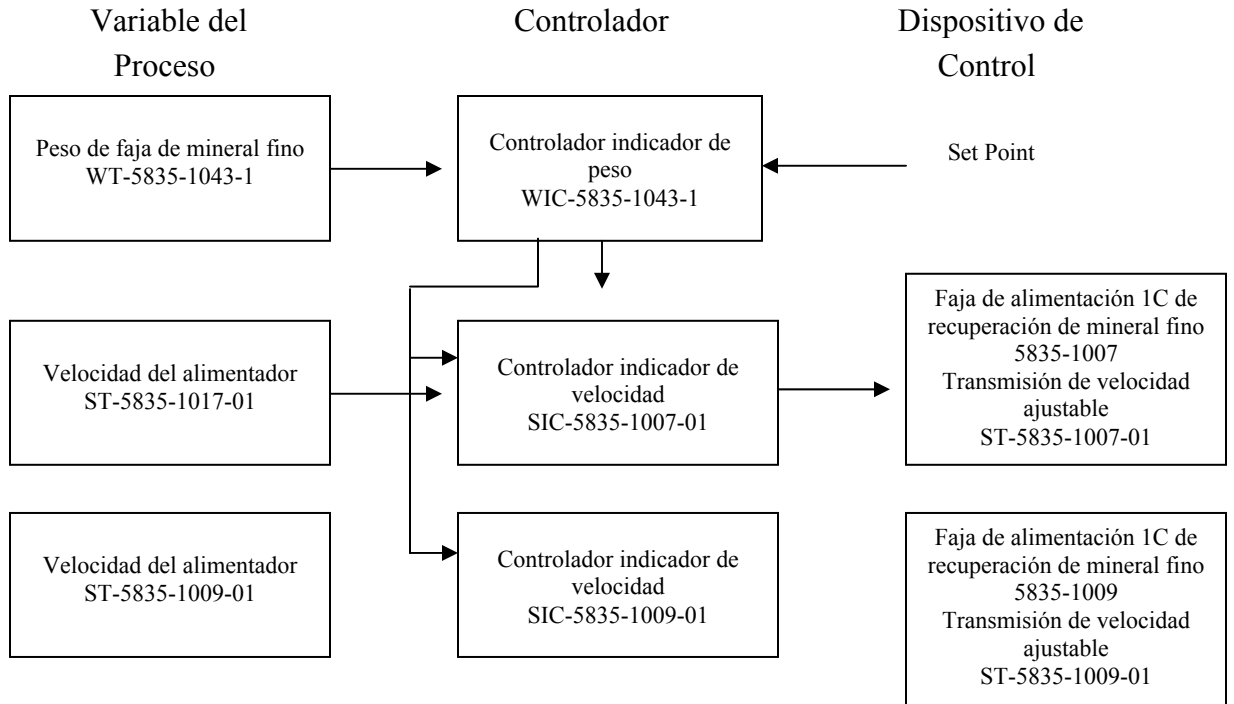 Variable del
Proceso
Controlador
Dispositivo de
Control
Peso de faja de mineral fino
WT-5835-1043-1
Controlador indicador de
peso
WIC-5835-1043-1
Set Point
Velocidad del alimentador
ST-5835-1017-01
Controlador indicador de
velocidad
SIC-5835-1007-01
Faja de alimentación 1C de
recuperación de mineral fino
5835-1007
Transmisión de velocidad
ajustable
ST-5835-1007-01
Velocidad del alimentador
ST-5835-1009-01
Controlador indicador de
velocidad
SIC-5835-1009-01
Faja de alimentación 1C de
recuperación de mineral fino
5835-1009
Transmisión de velocidad
ajustable
ST-5835-1009-01